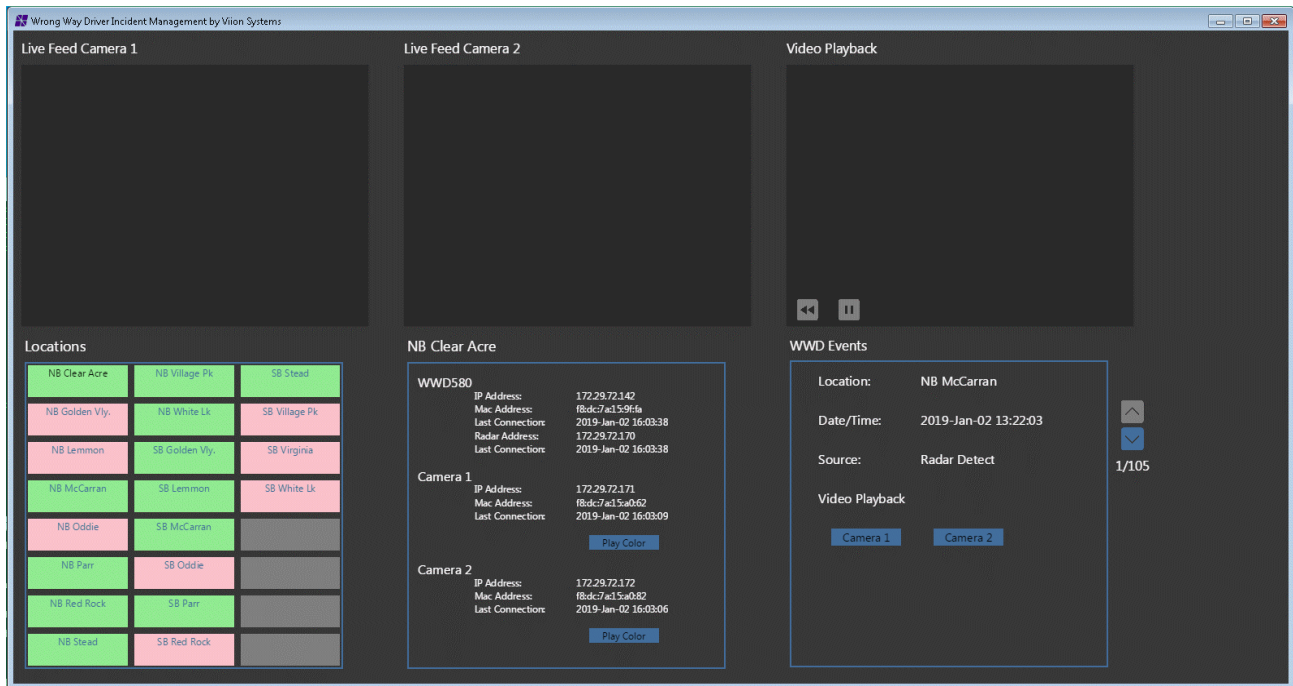 Wrong Way Driver Incident Management by Viion Systems
Live Feed Camera 1
Live Feed Camera 2
Video Playback
Locations
NB Clear Acre NB Village Pk SB Stead
NB Golden Vly. NB White Lk SB Village Pk
NB Lemmon SB Golden Vly. SB Virginia
NB McCarran SB Lemmon SB White Lk
NB Oddie SB McCarran
NB Parr SB Oddie
NB Red Rock SB Parr
NB Stead SB Red Rock
NB Clear Acre
WWD580
IP Address: 172.29.72.142
Mac Address: f8:dc:7a:15:9f:fa
Last Connection: 2019-Jan-02 16:03:38
Radar Address: 172.29.72.170
Last Connection: 2019-Jan-02 16:03:38
Camera 1
IP Address: 172.29.72.171
Mac Address: f8:dc:7a:15:a0:62
Last Connection: 2019-Jan-02 16:03:09
Play Color
Camera 2
IP Address: 172.29.72.172
Mac Address: f8:dc:7a:15:a0:82
Last Connection: 2019-Jan-02 16:03:06
Play Color
WWD Events
Location: NB McCarran
Date/Time: 2019-Jan-02 13:22:03
Source: Radar Detect
Video Playback
Camera 1 Camera 2
1/105